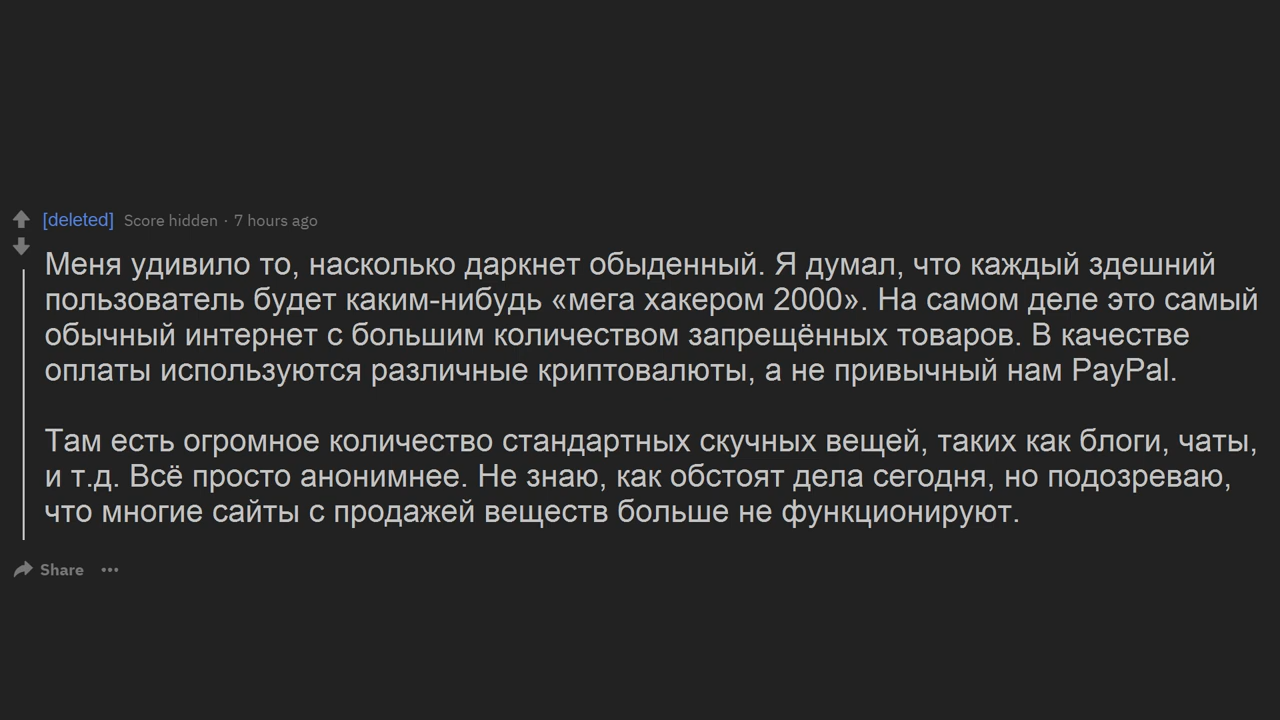 [deleted] Score hidden · 7 hours ago
Меня удивило то, насколько даркнет обыденный. Я думал, что каждый здешний
пользователь будет каким-нибудь «мега хакером 2000». На самом деле это самый
обычный интернет с большим количеством запрещённых товаров. В качестве
оплаты используются различные криптовалюты, а не привычный нам PayPal.
Там есть огромное количество стандартных скучных вещей, таких как блоги, чаты,
и т.д. Всё просто анонимнее. Не знаю, как обстоят дела сегодня, но подозреваю,
что многие сайты с продажей веществ больше не функционируют.
Share ...